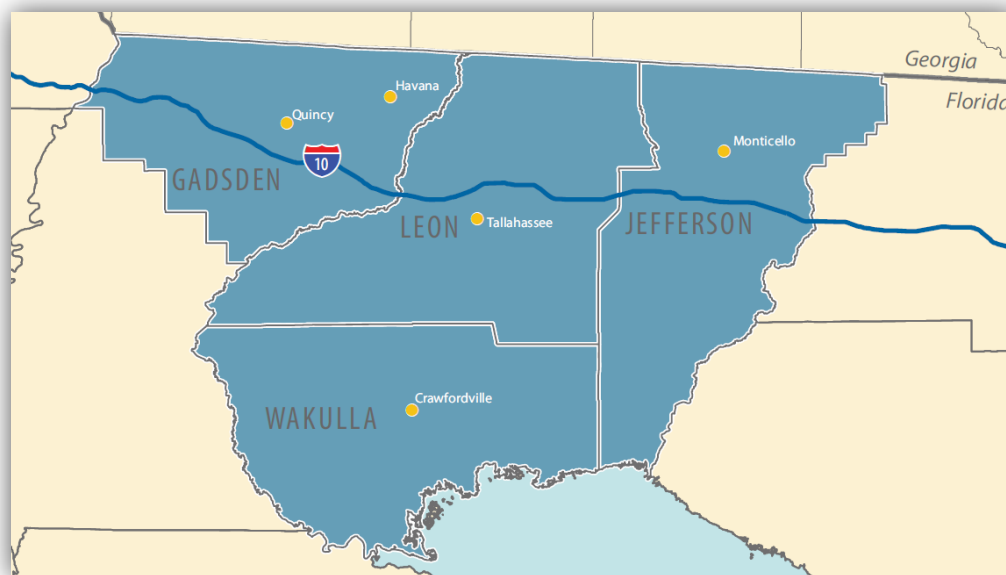 Georgia
Florida
Havana
Quincy
Monticello
10
GADSDEN
LEON
Tallahassee
JEFFERSON
Crawfordville
WAKULLA